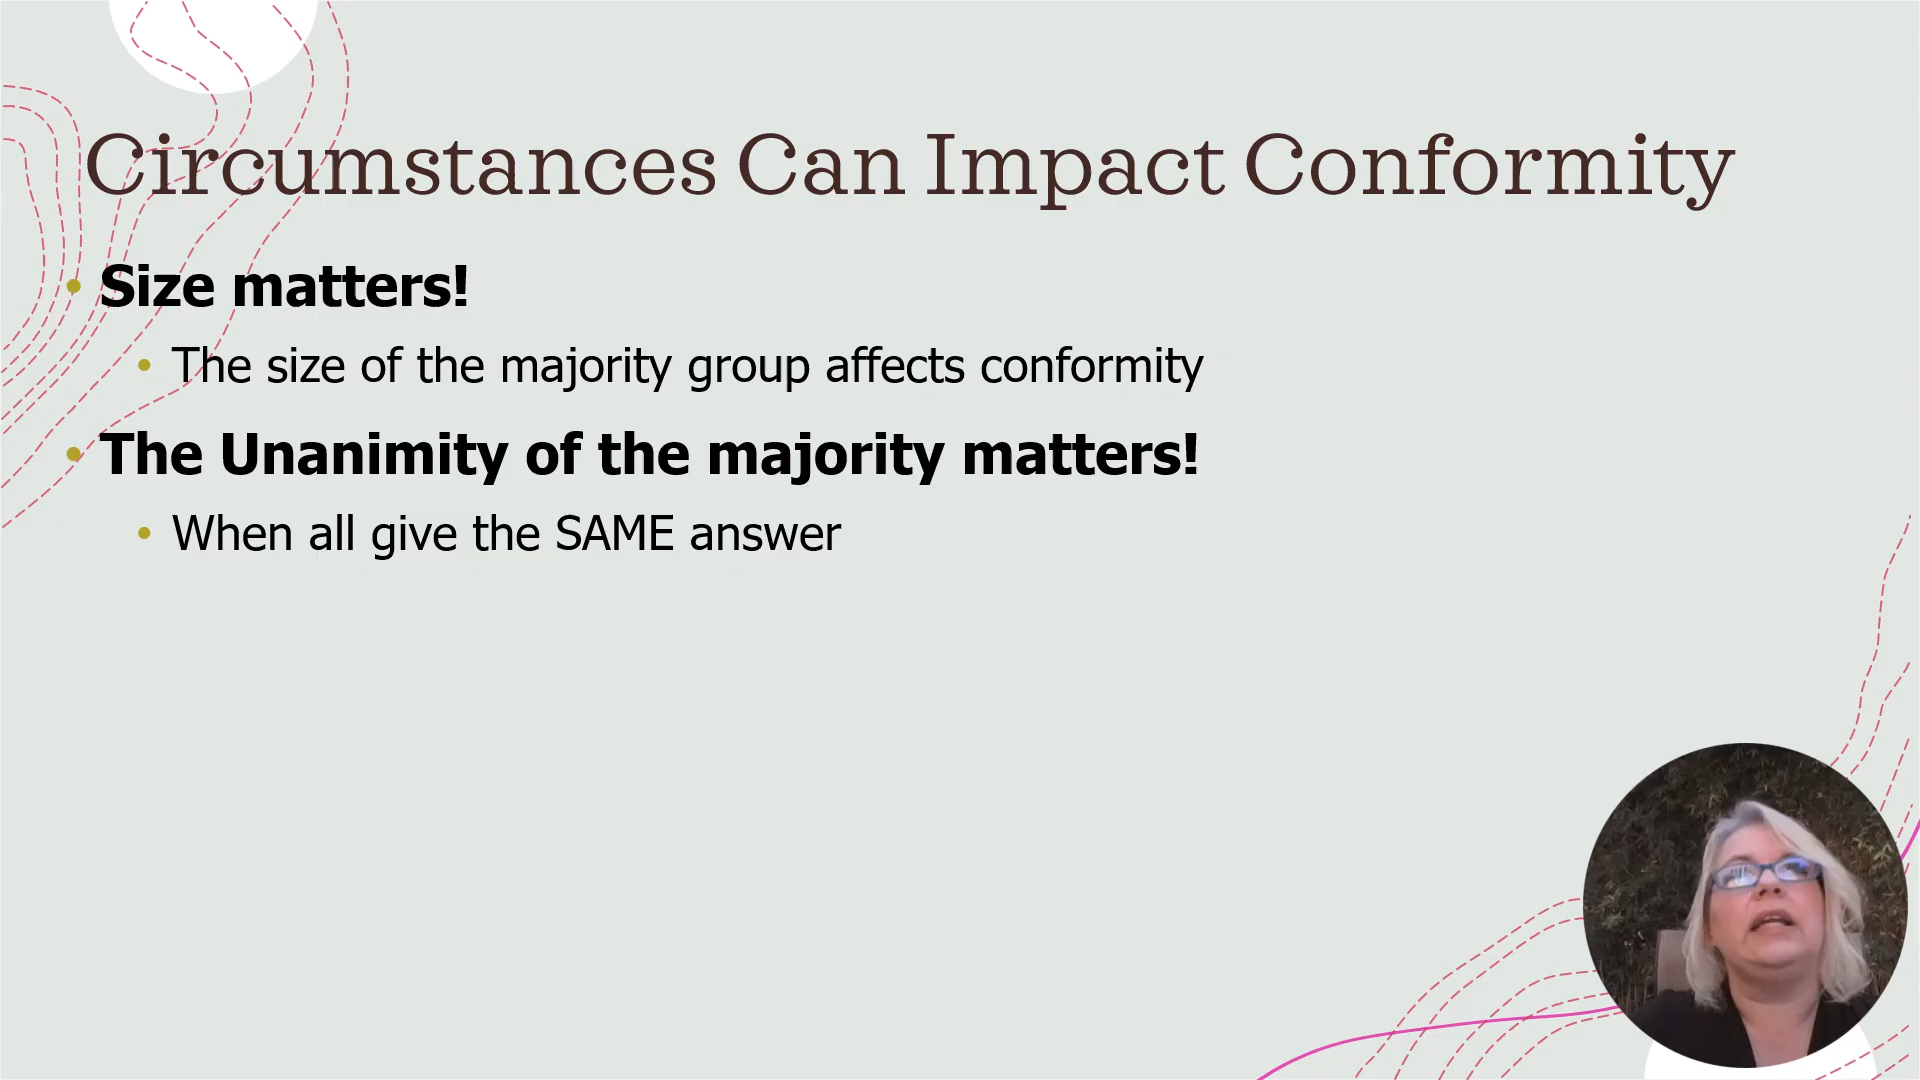 Circumstances Can Impact Conformity
• Size matters!
• The size of the majority group affects conformity
• The Unanimity of the majority matters!
• When all give the SAME answer